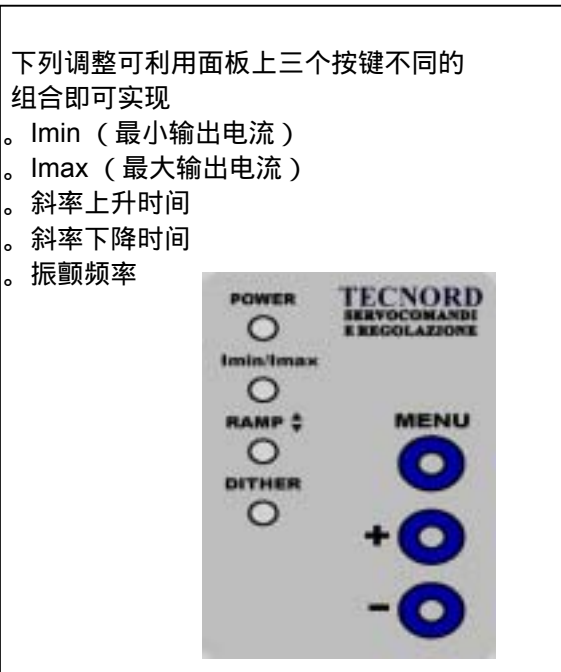 下列调整可利用面板上三个按键不同的
组合即可实现
。Imin （最小输出电流）
。Imax （最大输出电流）
。斜率上升时间
。斜率下降时间
。振颤频率
POWER
TECNORD
SERVOCOMANDI
E REGOLAZIONE
Imin/Imax
RAMP
MENU
DITHER
+
-